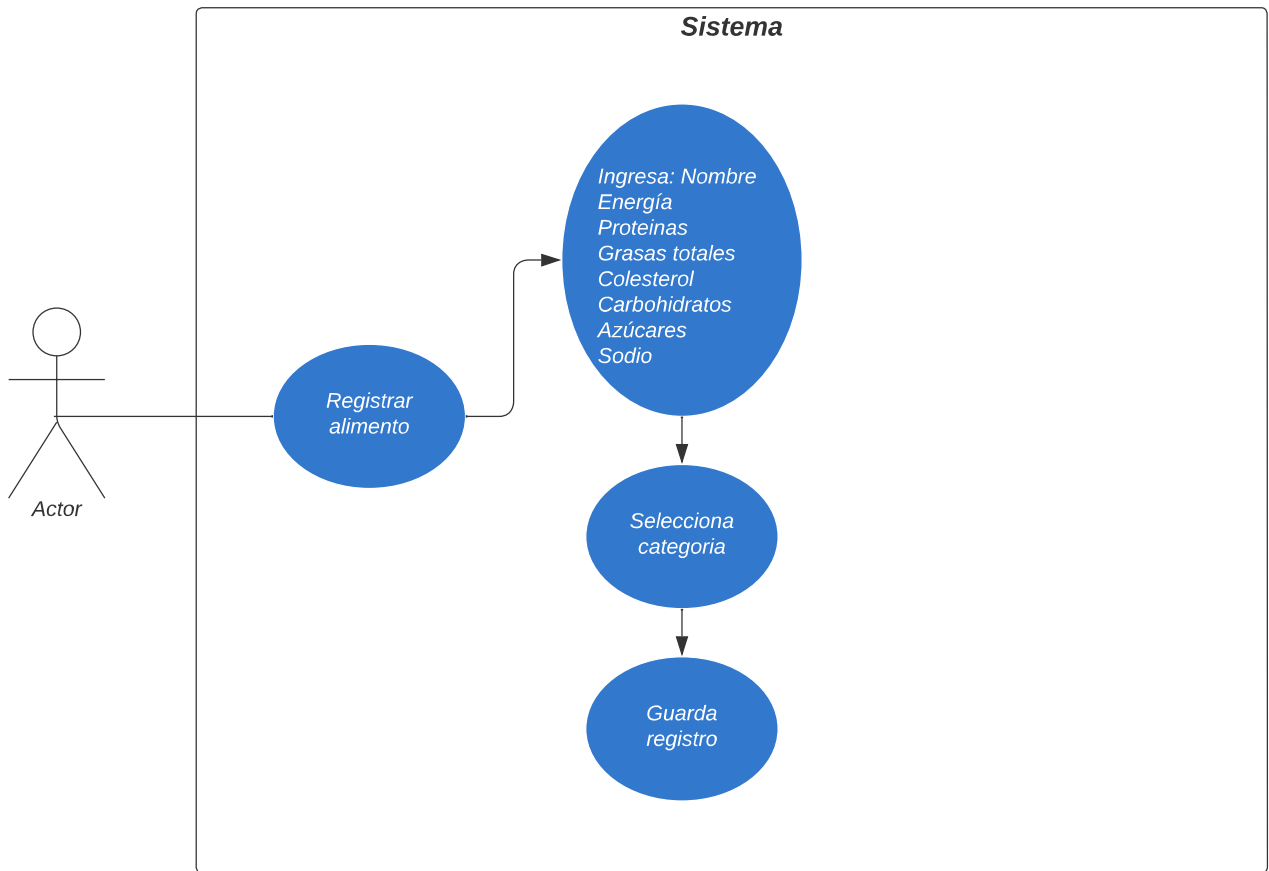 Sistema
Ingresa: Nombre
Energía
Proteinas
Grasas totales
Colesterol
Carbohidratos
Azúcares
Sodio
Registrar
alimento
Actor
Selecciona
categoria
Guarda
registro